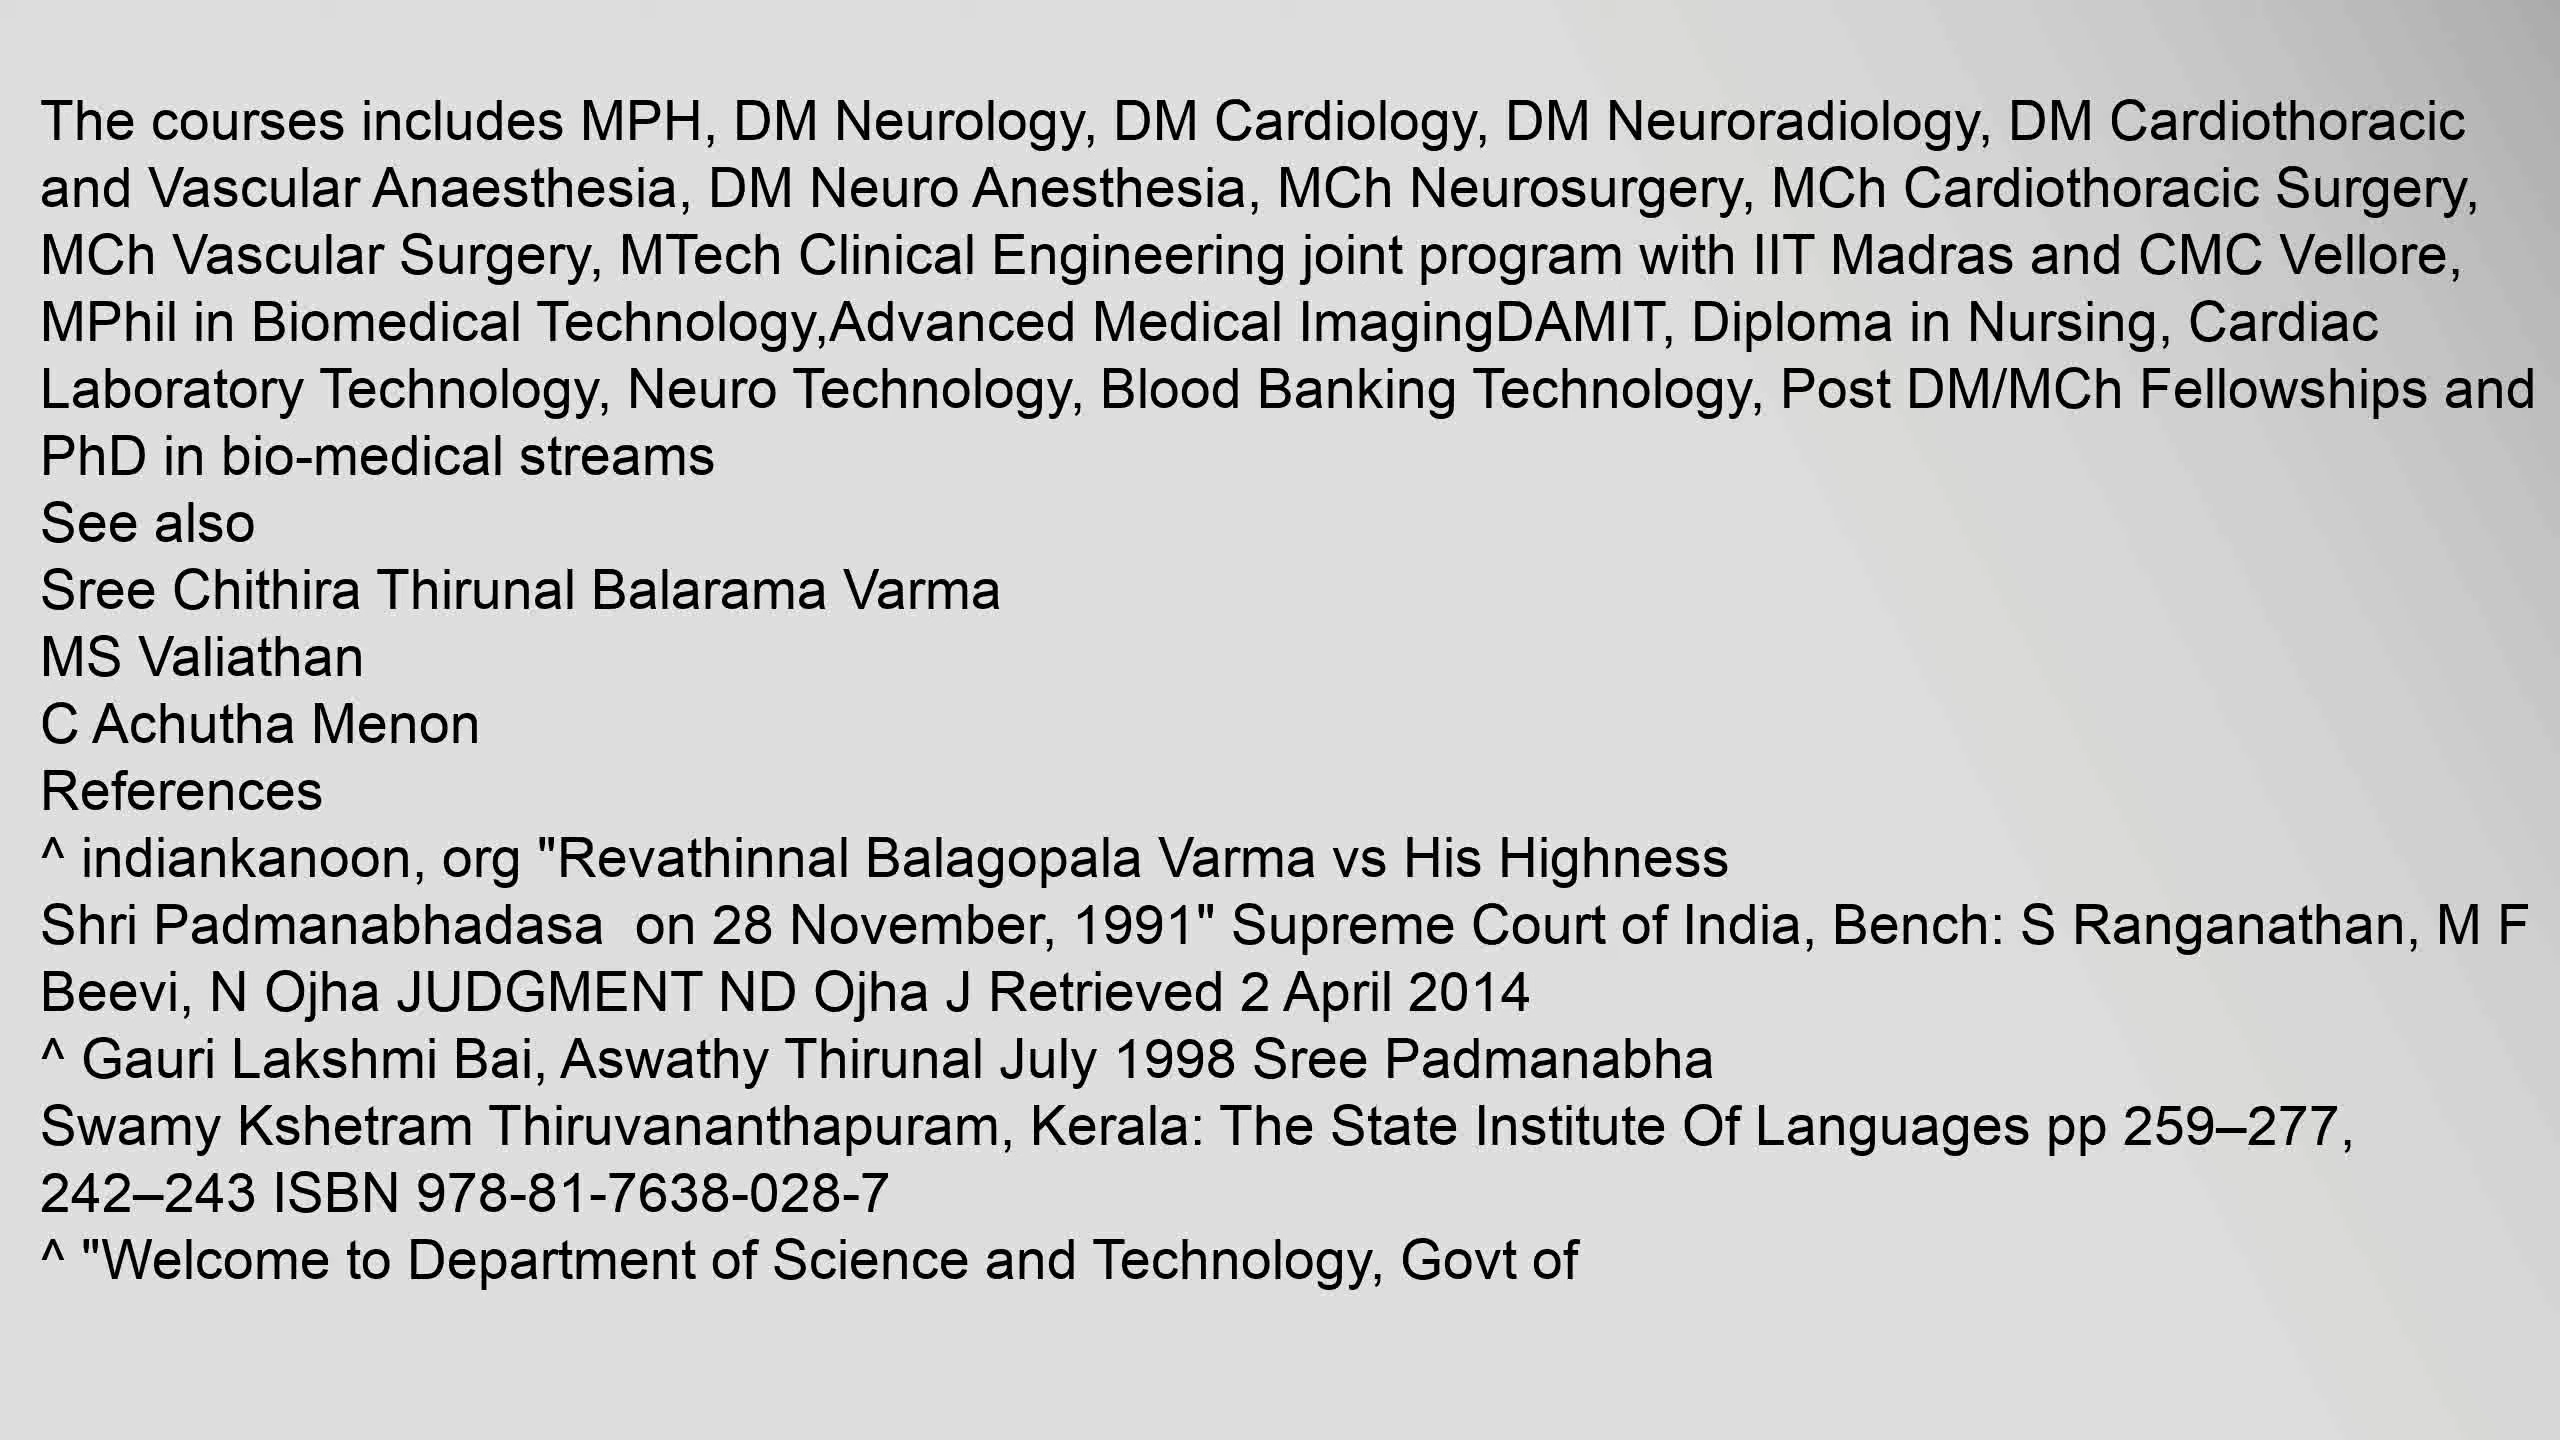 The courses includes MPH, DM Neurology, DM Cardiology, DM Neuroradiology, DM Cardiothoracic
and Vascular Anaesthesia, DM Neuro Anesthesia, MCh Neurosurgery, MCh Cardiothoracic Surgery,
MCh Vascular Surgery, MTech Clinical Engineering joint program with IIT Madras and CMC Vellore,
MPhil in Biomedical Technology,Advanced Medical ImagingDAMIT, Diploma in Nursing, Cardiac
Laboratory Technology, Neuro Technology, Blood Banking Technology, Post DM/MCh Fellowships and
PhD in bio-medical streams
See also
Sree Chithira Thirunal Balarama Varma
MS Valiathan
C Achutha Menon
References
^ indiankanoon, org "Revathinnal Balagopala Varma vs His Highness
Shri Padmanabhadasa  on 28 November, 1991" Supreme Court of India, Bench: S Ranganathan, M F
Beevi, N Ojha JUDGMENT ND Ojha J Retrieved 2 April 2014
^ Gauri Lakshmi Bai, Aswathy Thirunal July 1998 Sree Padmanabha
Swamy Kshetram Thiruvananthapuram, Kerala: The State Institute Of Languages pp 259–277,
242–243 ISBN 978-81-7638-028-7
^ "Welcome to Department of Science and Technology, Govt of